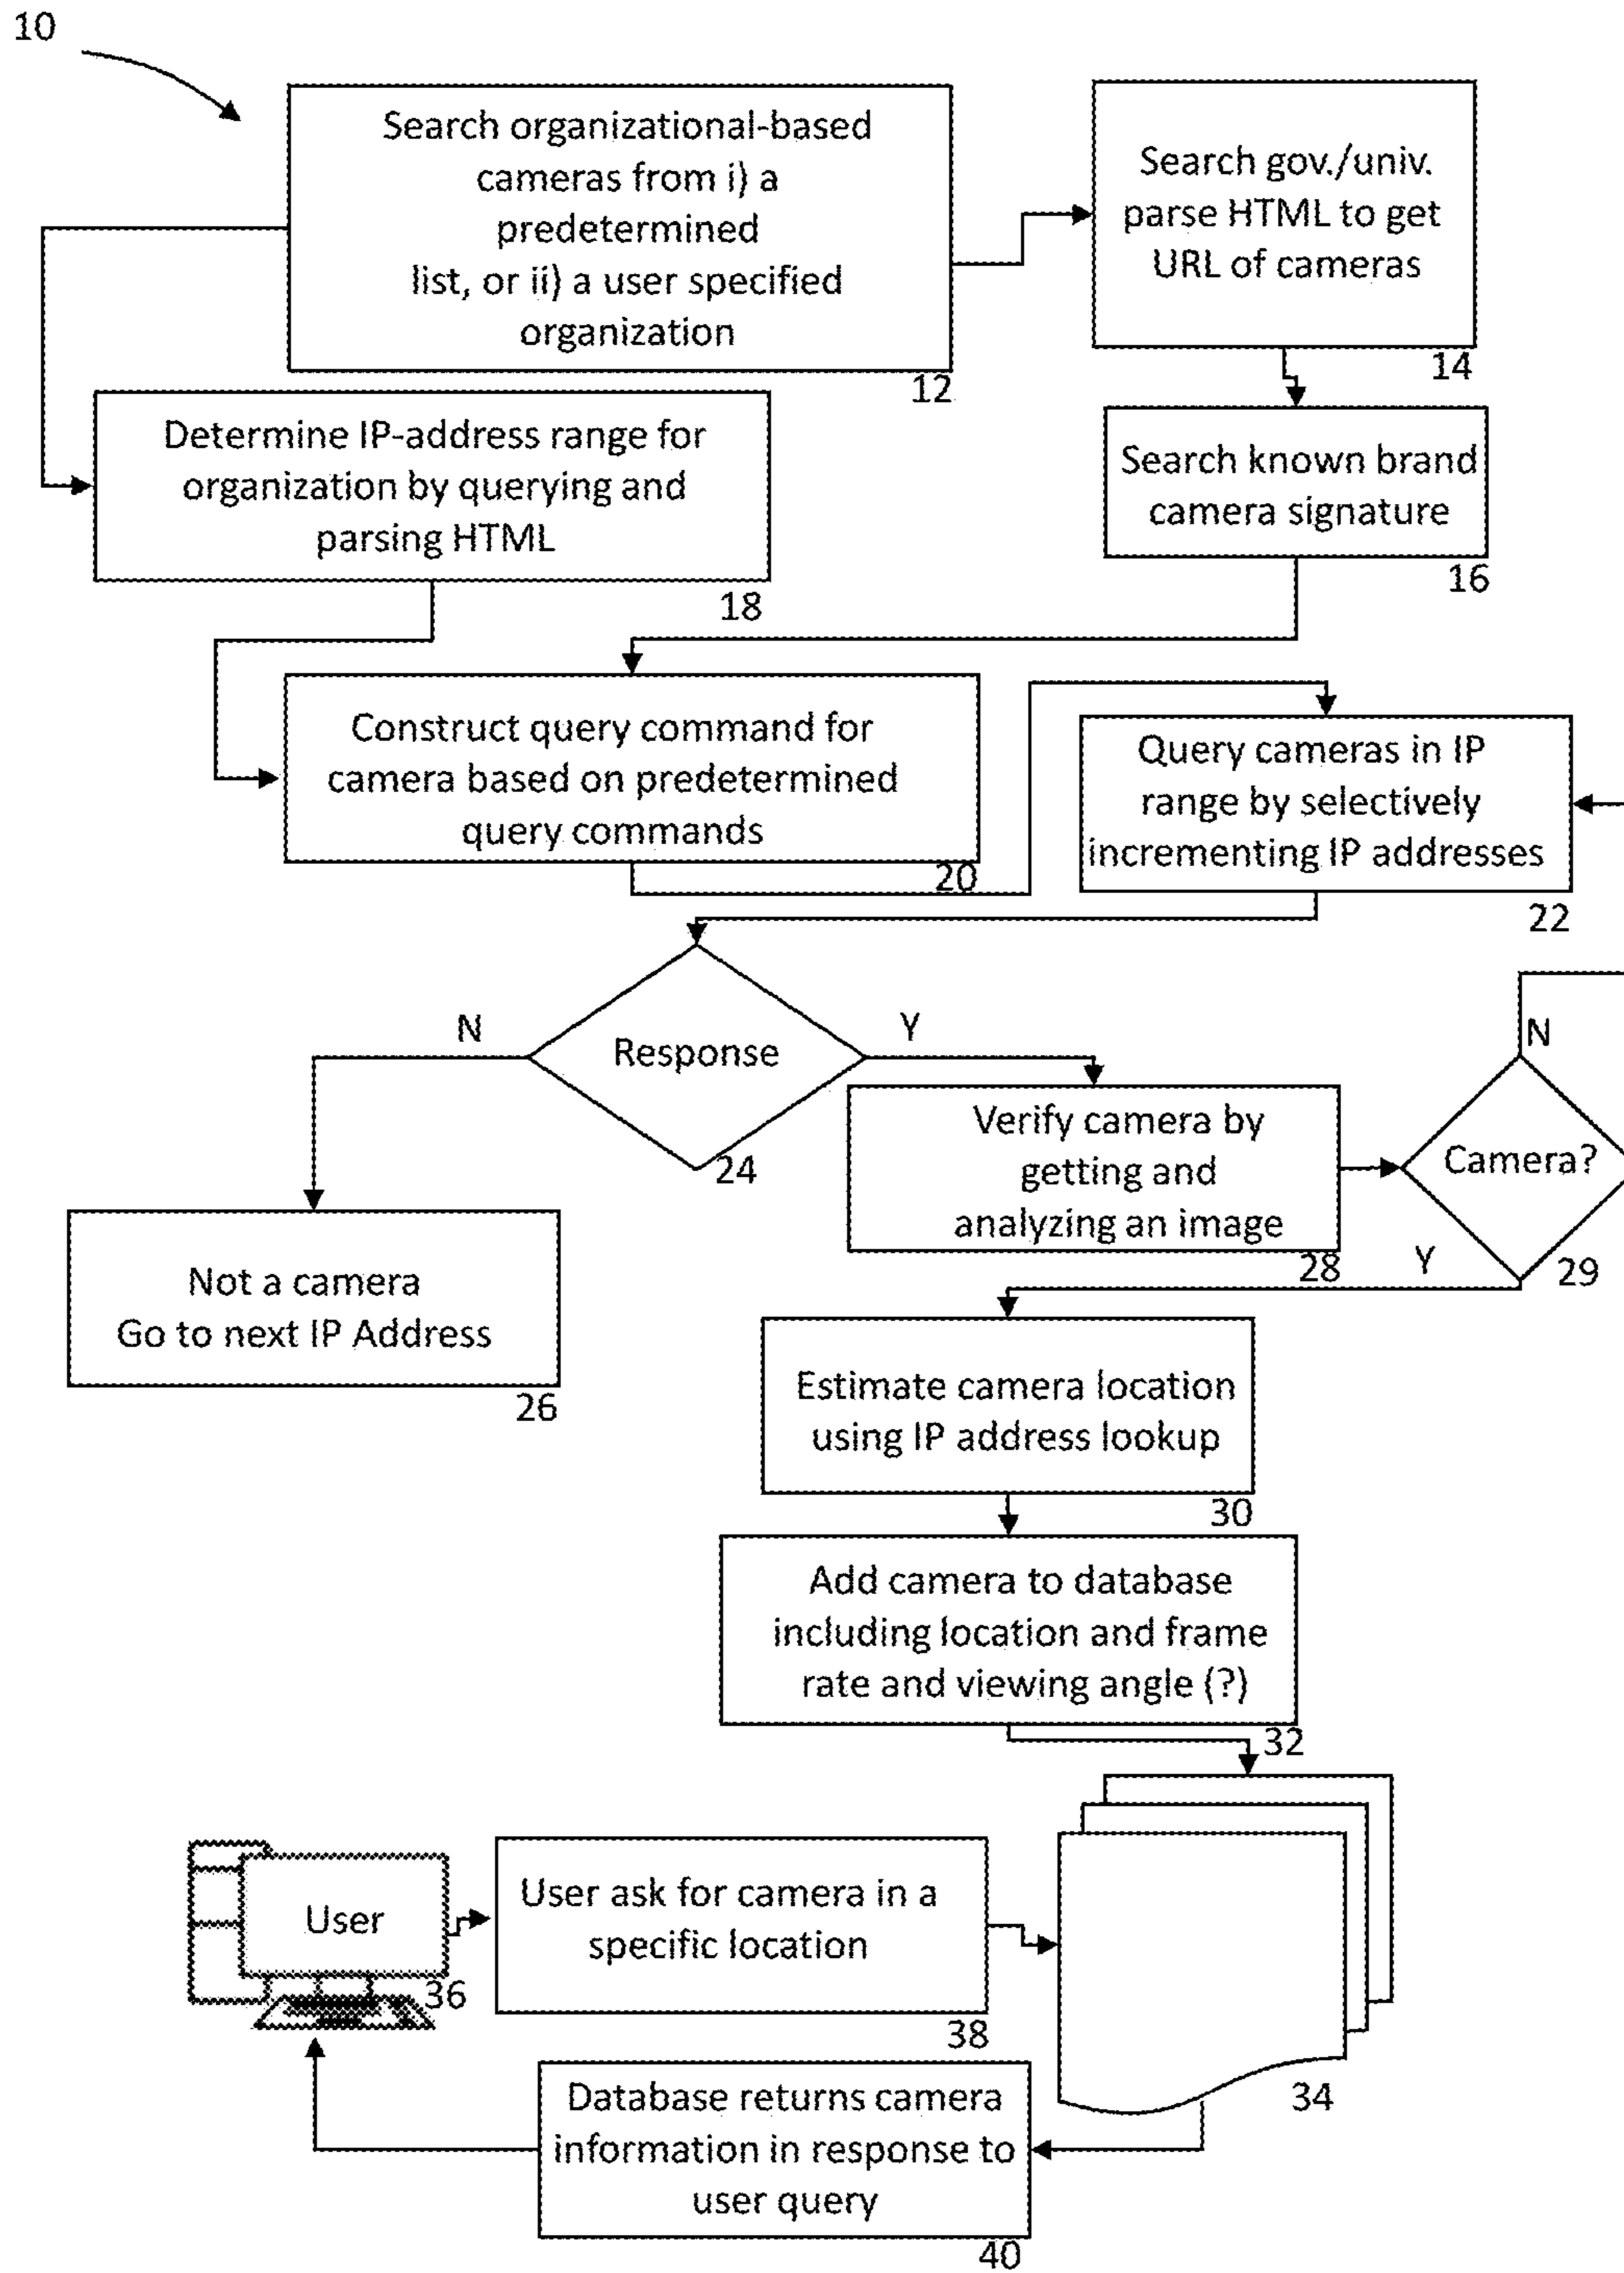 10
Search organizational-based
cameras from i) a
predetermined
list, or ii) a user specified
organization
12
Search gov./univ.
parse HTML to get
URL of cameras
14
Determine IP-address range for
organization by querying and
parsing HTML
18
Search known brand
camera signature
16
Construct query command for
camera based on predetermined
query commands
20
Query cameras in IP
range by selectively
incrementing IP addresses
22
N
Response
Y
24
Not a camera
Go to next IP Address
26
Verify camera by
getting and
analyzing an image
28
N
Camera?
Y
29
Estimate camera location
using IP address lookup
30
Add camera to database
including location and frame
rate and viewing angle (?)
32
User
36
User ask for camera in a
specific location
38
34
Database returns camera
information in response to
user query
40